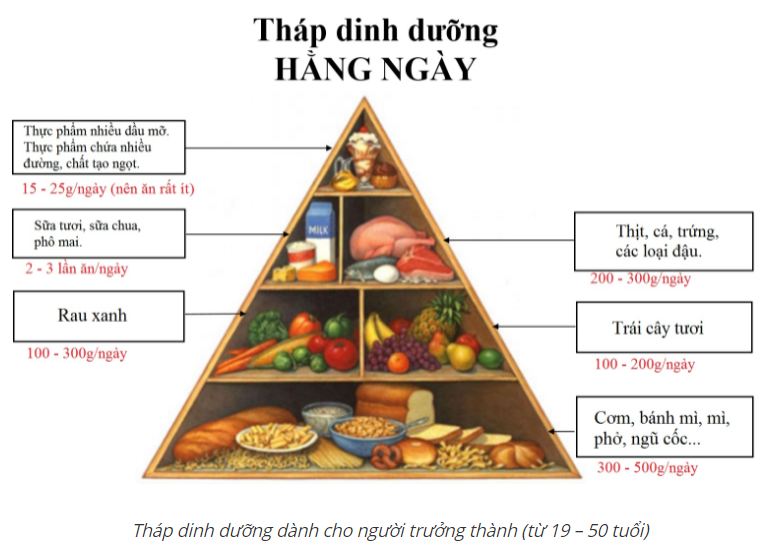 Tháp dinh dưỡng
HẰNG NGÀY
Thực phẩm nhiều dầu mỡ.
Thực phẩm chứa nhiều
đường, chất tạo ngọt.
15 - 25g/ngày (nên ăn rất ít)
Sữa tươi, sữa chua,
phô mai.
2 - 3 lần ăn/ngày
MILK
Thịt, cá, trứng,
các loại đậu.
200 - 300g/ngày
Rau xanh
100 - 300g/ngày
Trái cây tươi
100 - 200g/ngày
Cơm, bánh mì, mì,
phở, ngũ cốc...
300 - 500g/ngày
Tháp dinh dưỡng dành cho người trưởng thành (từ 19 – 50 tuổi)